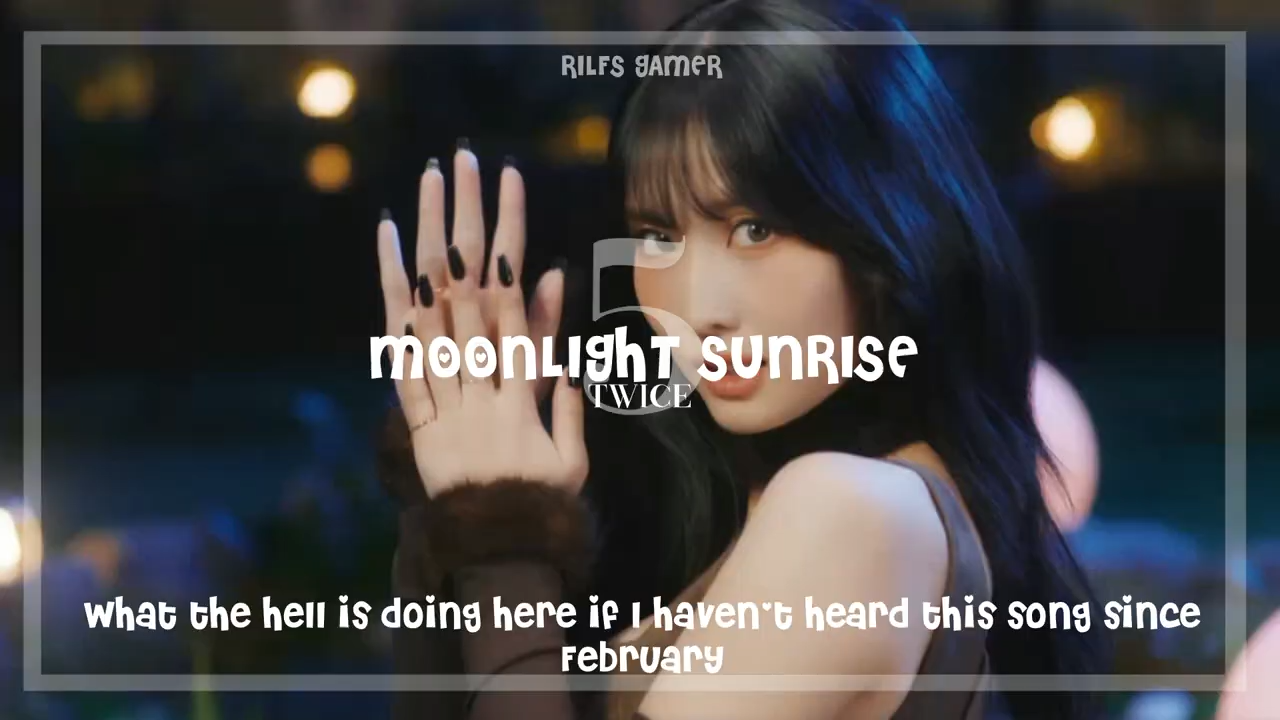 RILFS GAMER
5
MOONLIGHT SUNRISE
TWICE
What the hell is doing here if I haven't heard this song since
February